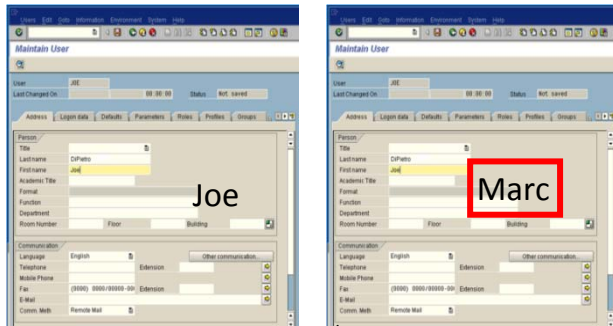 Users Edit Goto Information Environment System Help
Maintain User
User JOE
Last Changed On 00:00:00 Status Not saved
Address Logon data Defaults Parameters Roles Profiles Groups
Person
Title
Last name DiPietro
First name Joe
Academic Title
Format
Function
Department
Room Number Floor Building
Communication
Language English Other communication...
Telephone Extension
Mobile Phone
Fax Extension
E-Mail
Comm. Meth Remote Mail
Joe
Users Edit Goto Information Environment System Help
Maintain User
User JOE
Last Changed On 00:00:00 Status Not saved
Address Logon data Defaults Parameters Roles Profiles Groups
Person
Title
Last name DiPietro
First name Joe
Academic Title
Format
Function
Department
Room Number Floor Building
Communication
Language English Other communication...
Telephone Extension
Mobile Phone
Fax Extension
E-Mail
Comm. Meth Remote Mail
Marc